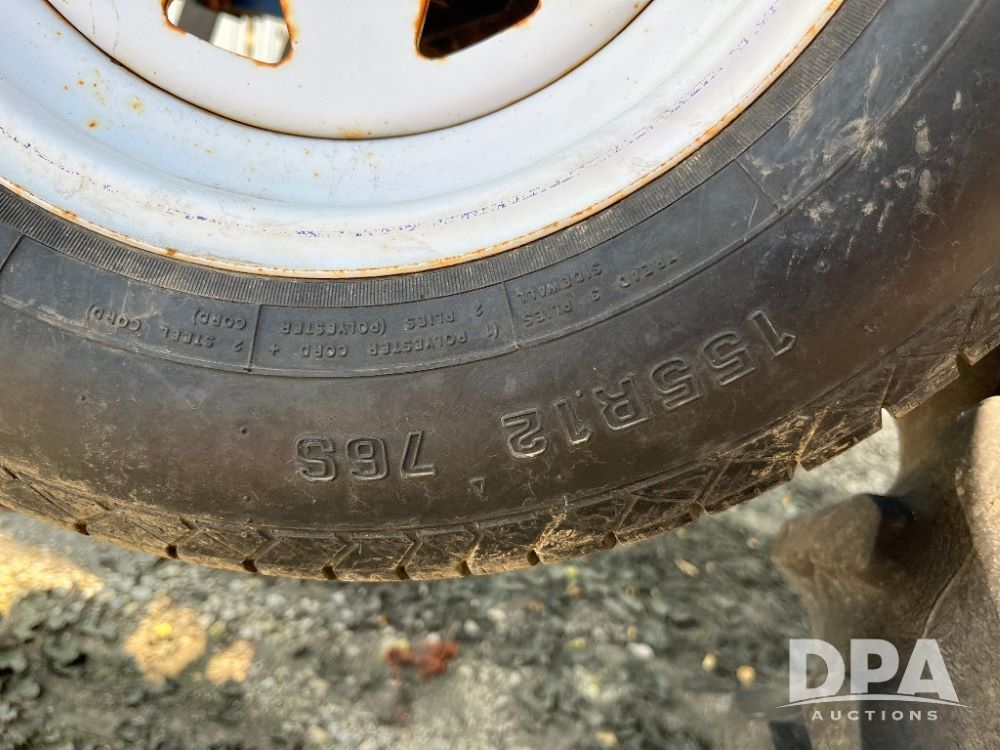 155R12 76S
TREAD 3 PLIES (1 POLYESTER CORD + 2 STEEL CORD)
SIDEWALL 2 PLIES (POLYESTER CORD)
DPA
AUCTIONS